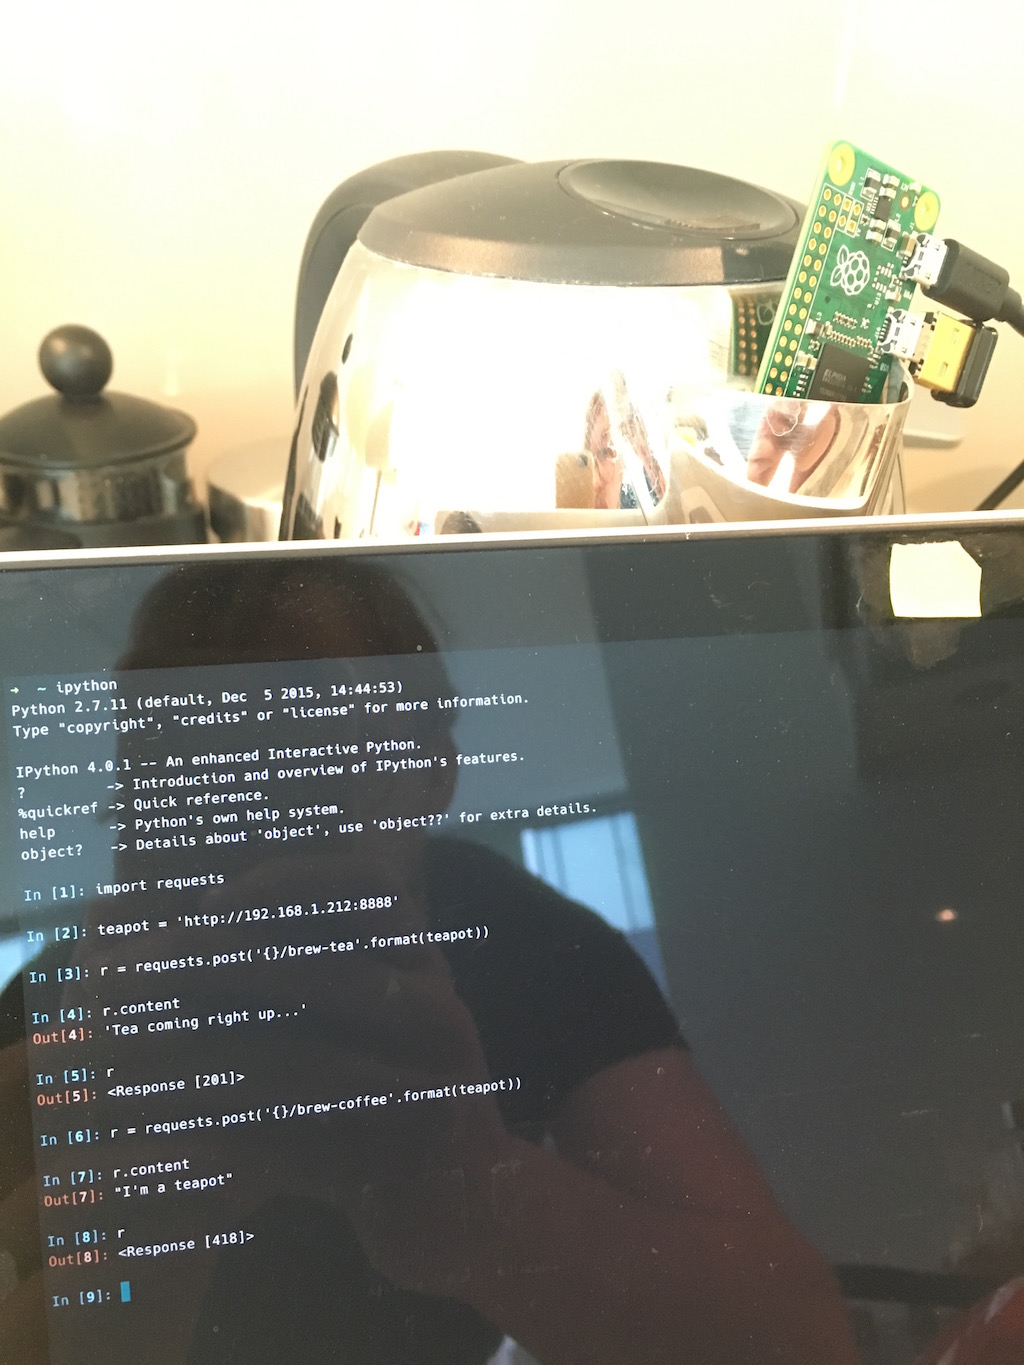 ➜  ~ ipython
Python 2.7.11 (default, Dec  5 2015, 14:44:53)
Type "copyright", "credits" or "license" for more information.
IPython 4.0.1 -- An enhanced Interactive Python.
?         -> Introduction and overview of IPython's features.
%quickref -> Quick reference.
help      -> Python's own help system.
object?   -> Details about 'object', use 'object??' for extra details.
In [1]: import requests
In [2]: teapot = 'http://192.168.1.212:8888'
In [3]: r = requests.post('{}/brew-tea'.format(teapot))
In [4]: r.content
Out[4]: 'Tea coming right up...'
In [5]: r
Out[5]: <Response [201]>
In [6]: r = requests.post('{}/brew-coffee'.format(teapot))
In [7]: r.content
Out[7]: "I'm a teapot"
In [8]: r
Out[8]: <Response [418]>
In [9]: